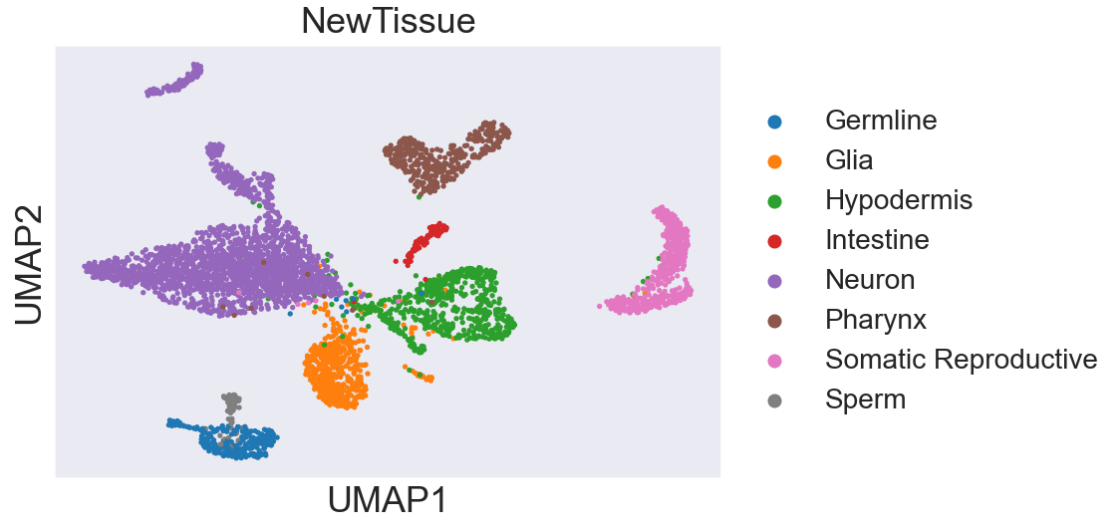 NewTissue
UMAP2
UMAP1
Germline
Glia
Hypodermis
Intestine
Neuron
Pharynx
Somatic Reproductive
Sperm